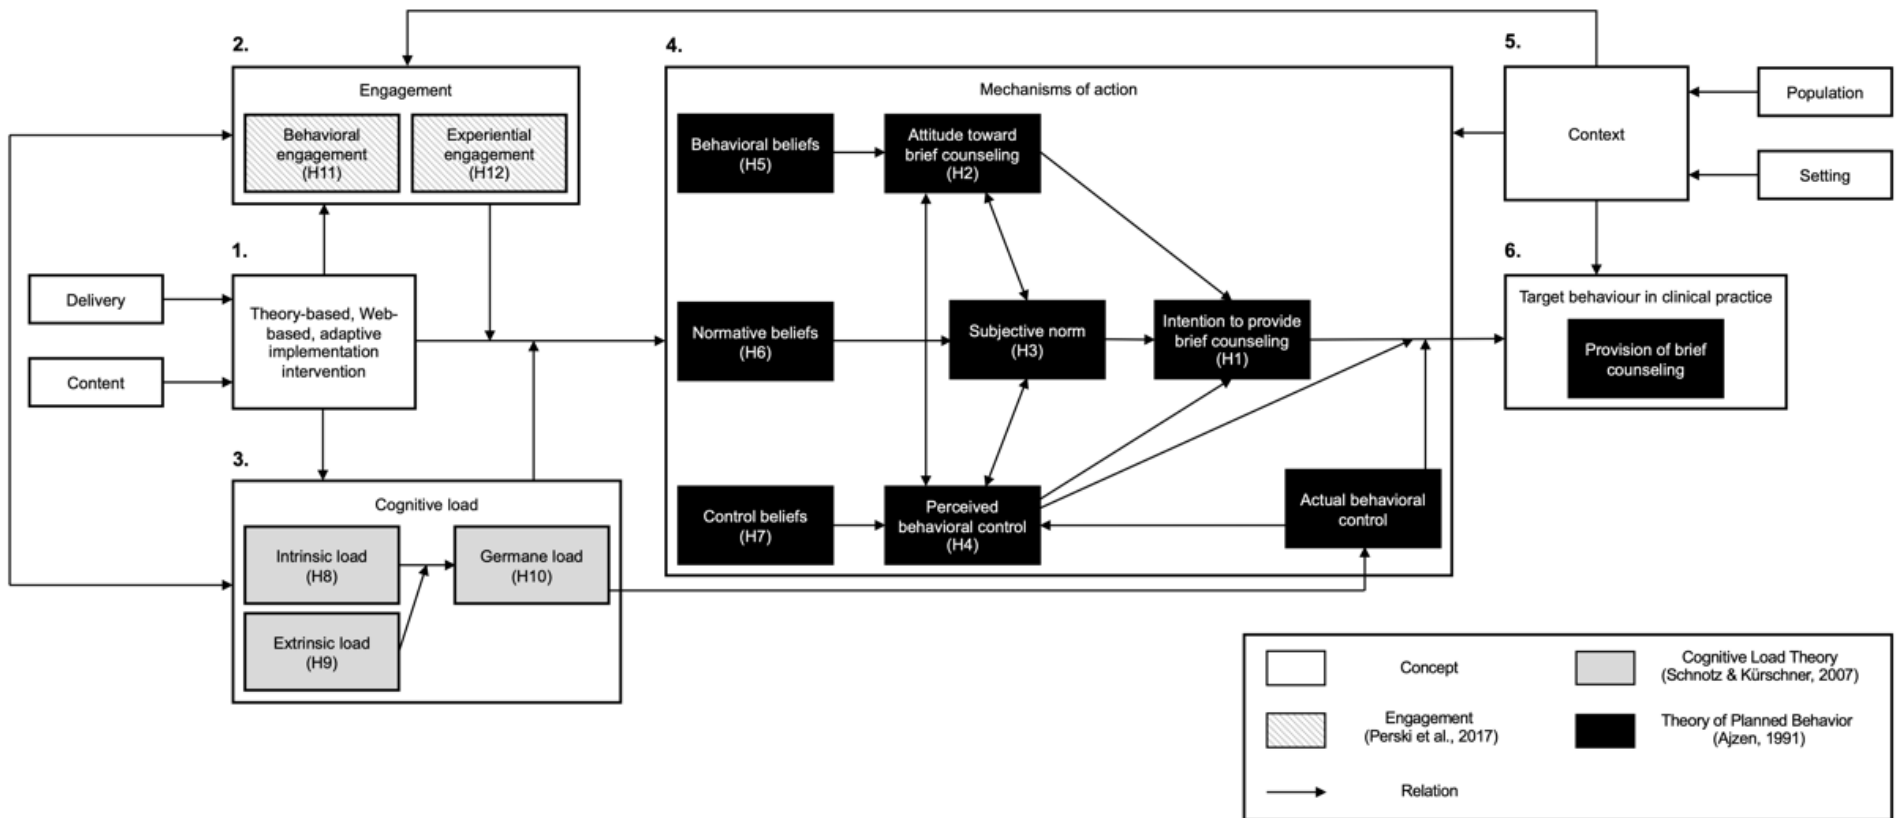 2.
Engagement
Behavioral
engagement
(H11)
Experiential
engagement
(H12)
1.
Delivery
Content
Theory-based, Web-
based, adaptive
implementation
intervention
3.
Cognitive load
Intrinsic load
(H8)
Extrinsic load
(H9)
Germane load
(H10)
4.
Mechanisms of action
Behavioral beliefs
(H5)
Attitude toward
brief counseling
(H2)
Normative beliefs
(H6)
Subjective norm
(H3)
Intention to provide
brief counseling
(H1)
Control beliefs
(H7)
Perceived
behavioral control
(H4)
Actual behavioral
control
5.
Context
Population
Setting
6.
Target behaviour in clinical practice
Provision of brief
counseling
Concept
Cognitive Load Theory
(Schnotz & Kürschner, 2007)
Engagement
(Perski et al., 2017)
Theory of Planned Behavior
(Ajzen, 1991)
Relation